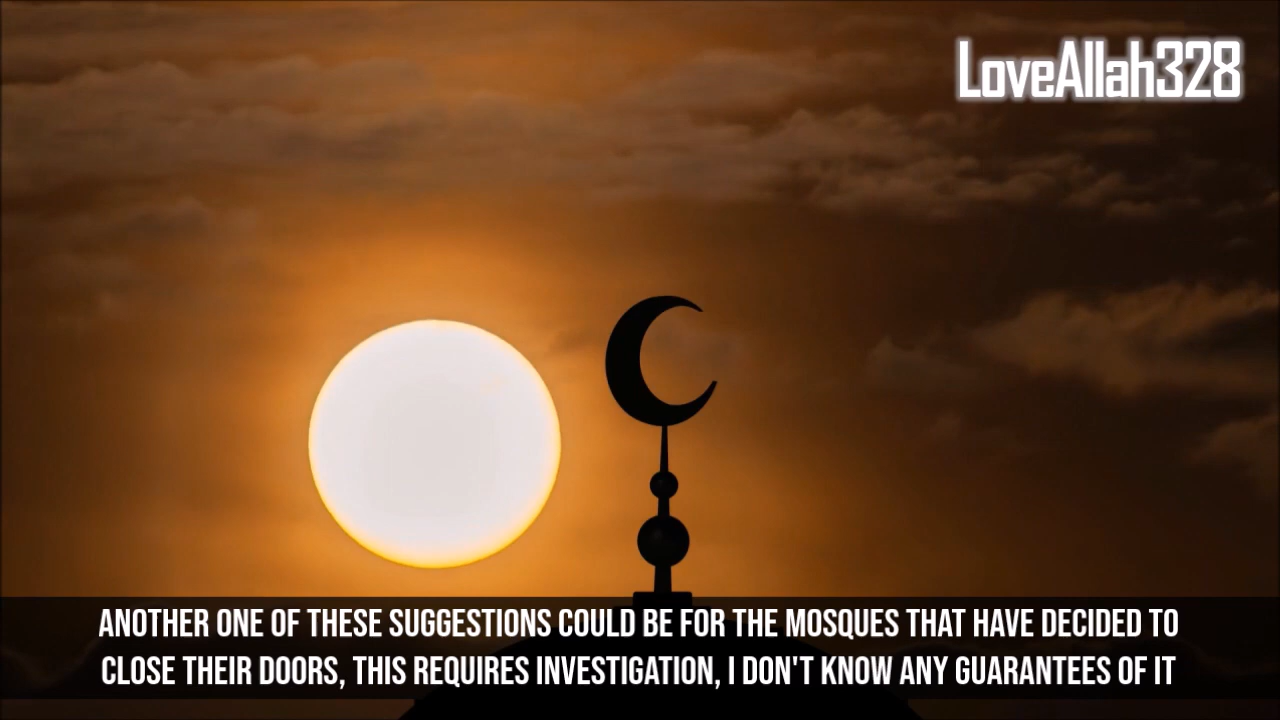 LoveAllah328
ANOTHER ONE OF THESE SUGGESTIONS COULD BE FOR THE MOSQUES THAT HAVE DECIDED TO
CLOSE THEIR DOORS, THIS REQUIRES INVESTIGATION, I DON'T KNOW ANY GUARANTEES OF IT